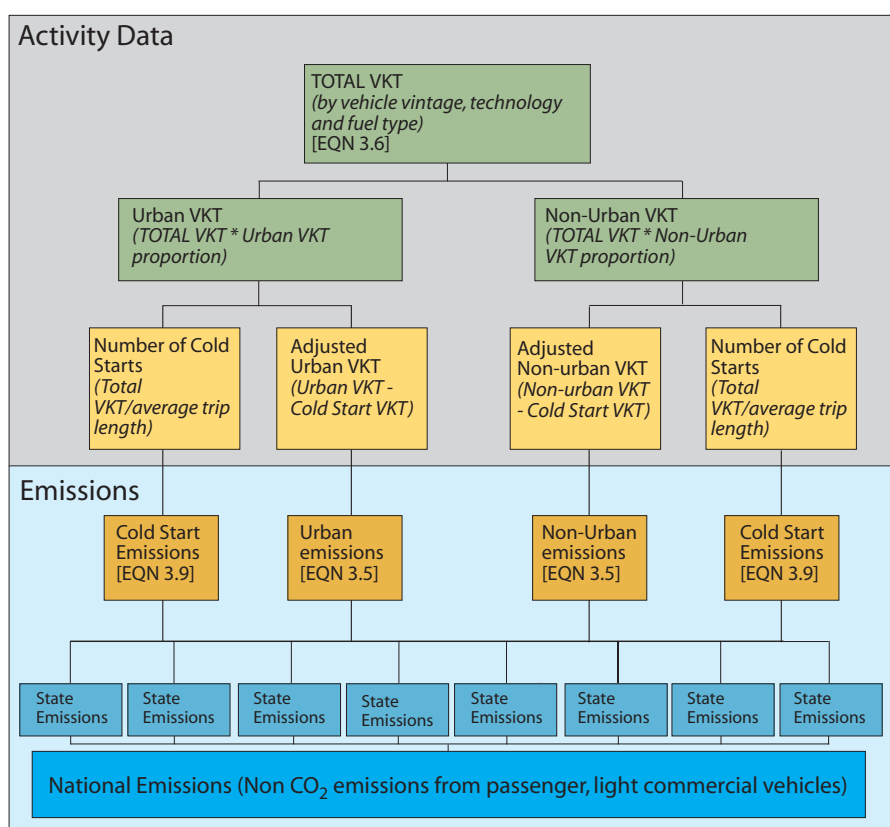 Activity Data
TOTAL VKT
(by vehicle vintage, technology
and fuel type)
[EQN 3.6]
Urban VKT
(TOTAL VKT * Urban VKT
proportion)
Non-Urban VKT
(TOTAL VKT * Non-Urban
VKT proportion)
Number of Cold
Starts
(Total
VKT/average trip
length)
Adjusted
Urban VKT
(Urban VKT -
Cold Start VKT)
Adjusted
Non-urban VKT
(Non-urban VKT
- Cold Start VKT)
Number of Cold
Starts
(Total
VKT/average trip
length)
Emissions
Cold Start
Emissions
[EQN 3.9]
Urban
emissions
[EQN 3.5]
Non-Urban
emissions
[EQN 3.5]
Cold Start
Emissions
[EQN 3.9]
State
Emissions
State
Emissions
State
Emissions
State
Emissions
State
Emissions
State
Emissions
State
Emissions
State
Emissions
National Emissions (Non CO₂ emissions from passenger, light commercial vehicles)